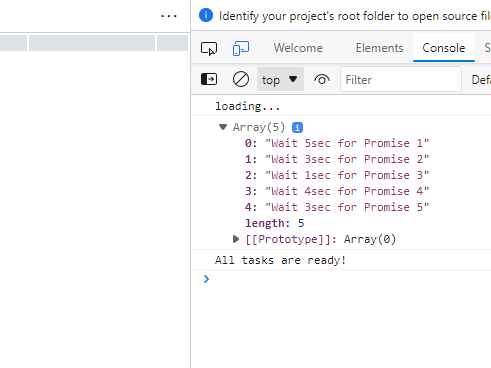 Identify your project's root folder to open source fil
Welcome Elements Console S
top Filter Defa
loading...
Array(5) i
0: "Wait 5sec for Promise 1"
1: "Wait 3sec for Promise 2"
2: "Wait 1sec for Promise 3"
3: "Wait 4sec for Promise 4"
4: "Wait 3sec for Promise 5"
length: 5
[[Prototype]]: Array(0)
All tasks are ready!